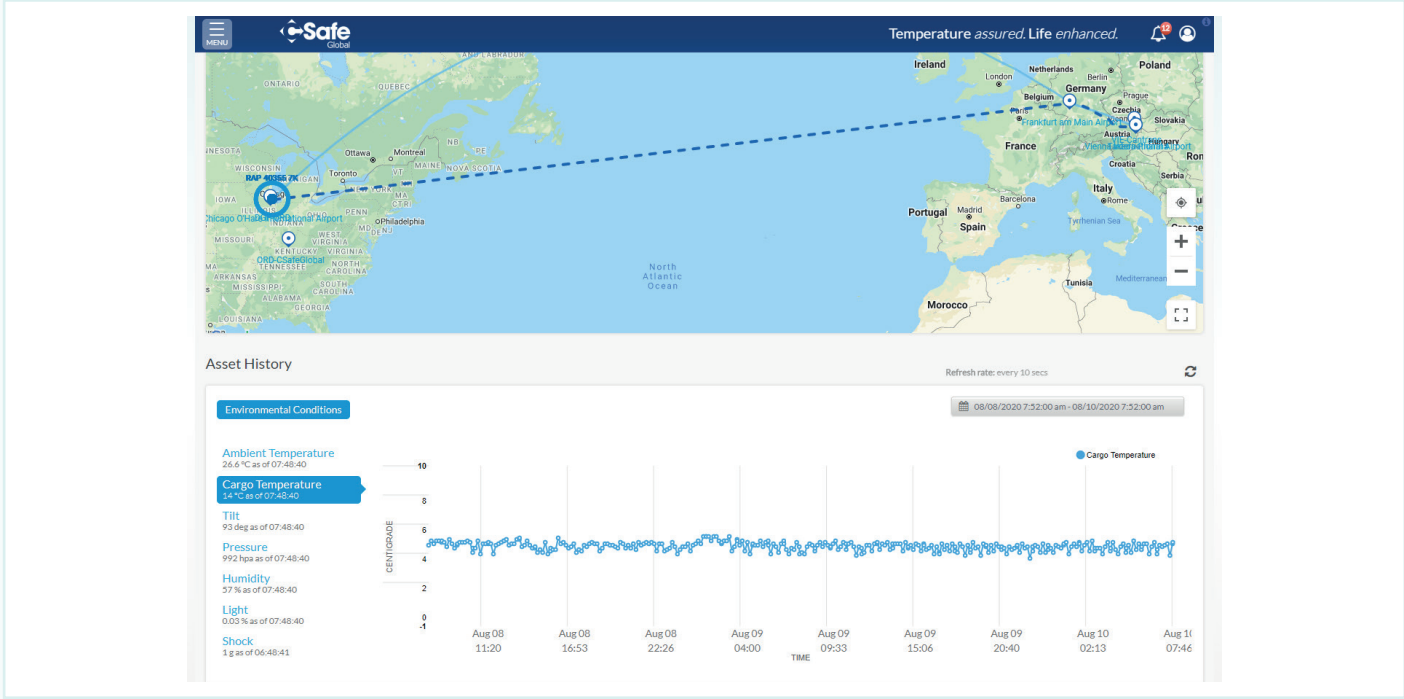 MENU
CSafe
Global
Temperature assured. Life enhanced.
12
AND LABRADOR
ONTARIO
QUEBEC
Ireland
London
Netherlands
Berlin
Poland
Germany
Belgium
Prague
Paris
Czechia
Frankfurt am Main
Slovakia
Austria
Hungary
France
Croatia
Serbia
Italy
Rome
Barcelona
Portugal
Madrid
Spain
Tyrrhenian Sea
Tunisia
Mediterranean
Morocco
NB
PE
Ottawa
Montreal
MAINE
NOVA SCOTIA
VT
WISCONSIN
Toronto
RAP 40355 7K
NEW YORK
IOWA
MA
CT RI
PENN
Philadelphia
MD
DE
NJ
MISSOURI
WEST
VIRGINIA
KENTUCKY
VIRGINIA
ORD-CSafeGlobal
TENNESSEE
NORTH
CAROLINA
ARKANSAS
MISSISSIPPI
SOUTH
CAROLINA
ALABAMA
GEORGIA
LOUISIANA
North
Atlantic
Ocean
Asset History
Refresh rate: every 10 secs
Environmental Conditions
08/08/2020 7:52:00 am - 08/10/2020 7:52:00 am
Ambient Temperature
26.6 °C as of 07:48:40
Cargo Temperature
14 °C as of 07:48:40
Tilt
93 deg as of 07:48:40
Pressure
992 hpa as of 07:48:40
Humidity
57 % as of 07:48:40
Light
0.03 % as of 07:48:40
Shock
1 g as of 06:48:41
Cargo Temperature
CENTIGRADE
10
8
6
4
2
0
-1
Aug 08 Aug 08 Aug 08 Aug 09 Aug 09 Aug 09 Aug 09 Aug 10 Aug 10
11:20 16:53 22:26 04:00 09:33 15:06 20:40 02:13 07:46
TIME